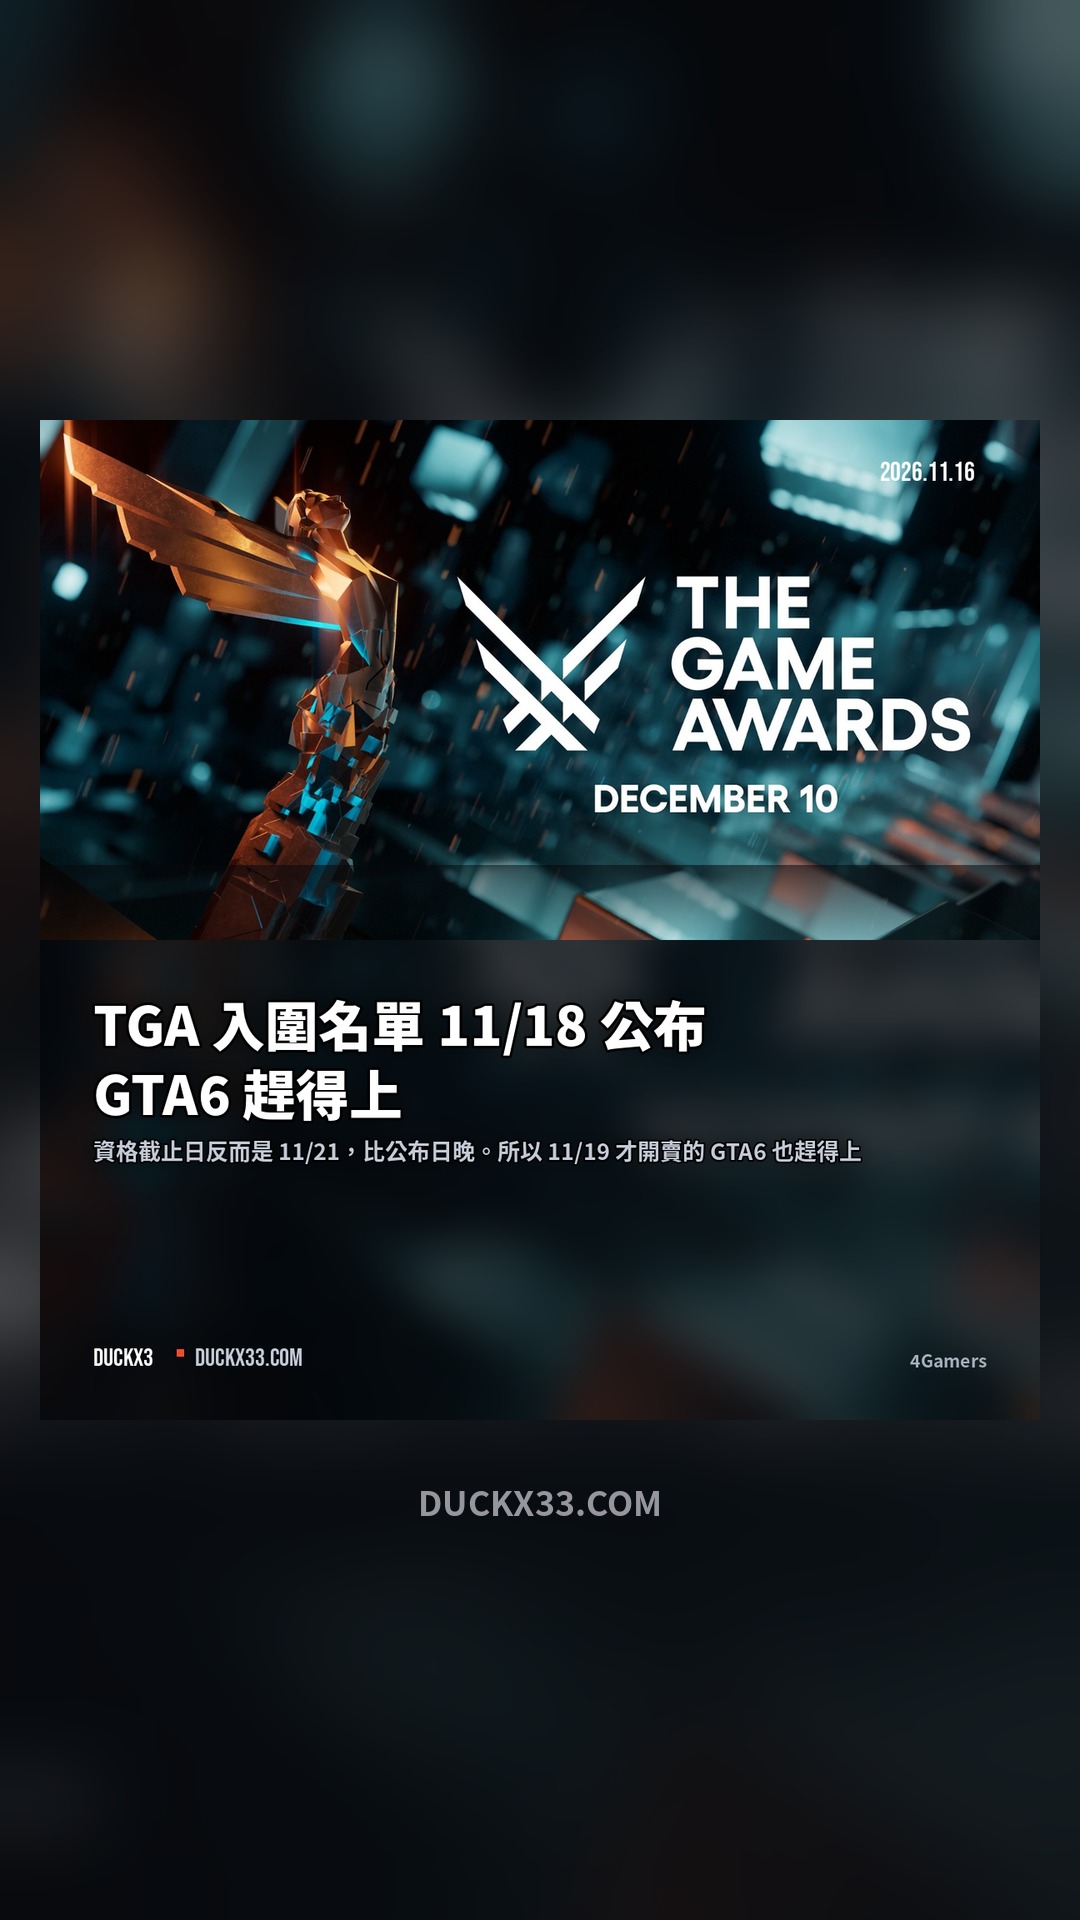 2026.11.16
THE
GAME
AWARDS
DECEMBER 10
TGA 入圍名單 11/18 公布
GTA6 趕得上
資格截止日反而是 11/21，比公布日晚。所以 11/19 才開賣的 GTA6 也趕得上
DUCKX3 DUCKX33.COM
4Gamers
DUCKX33.COM